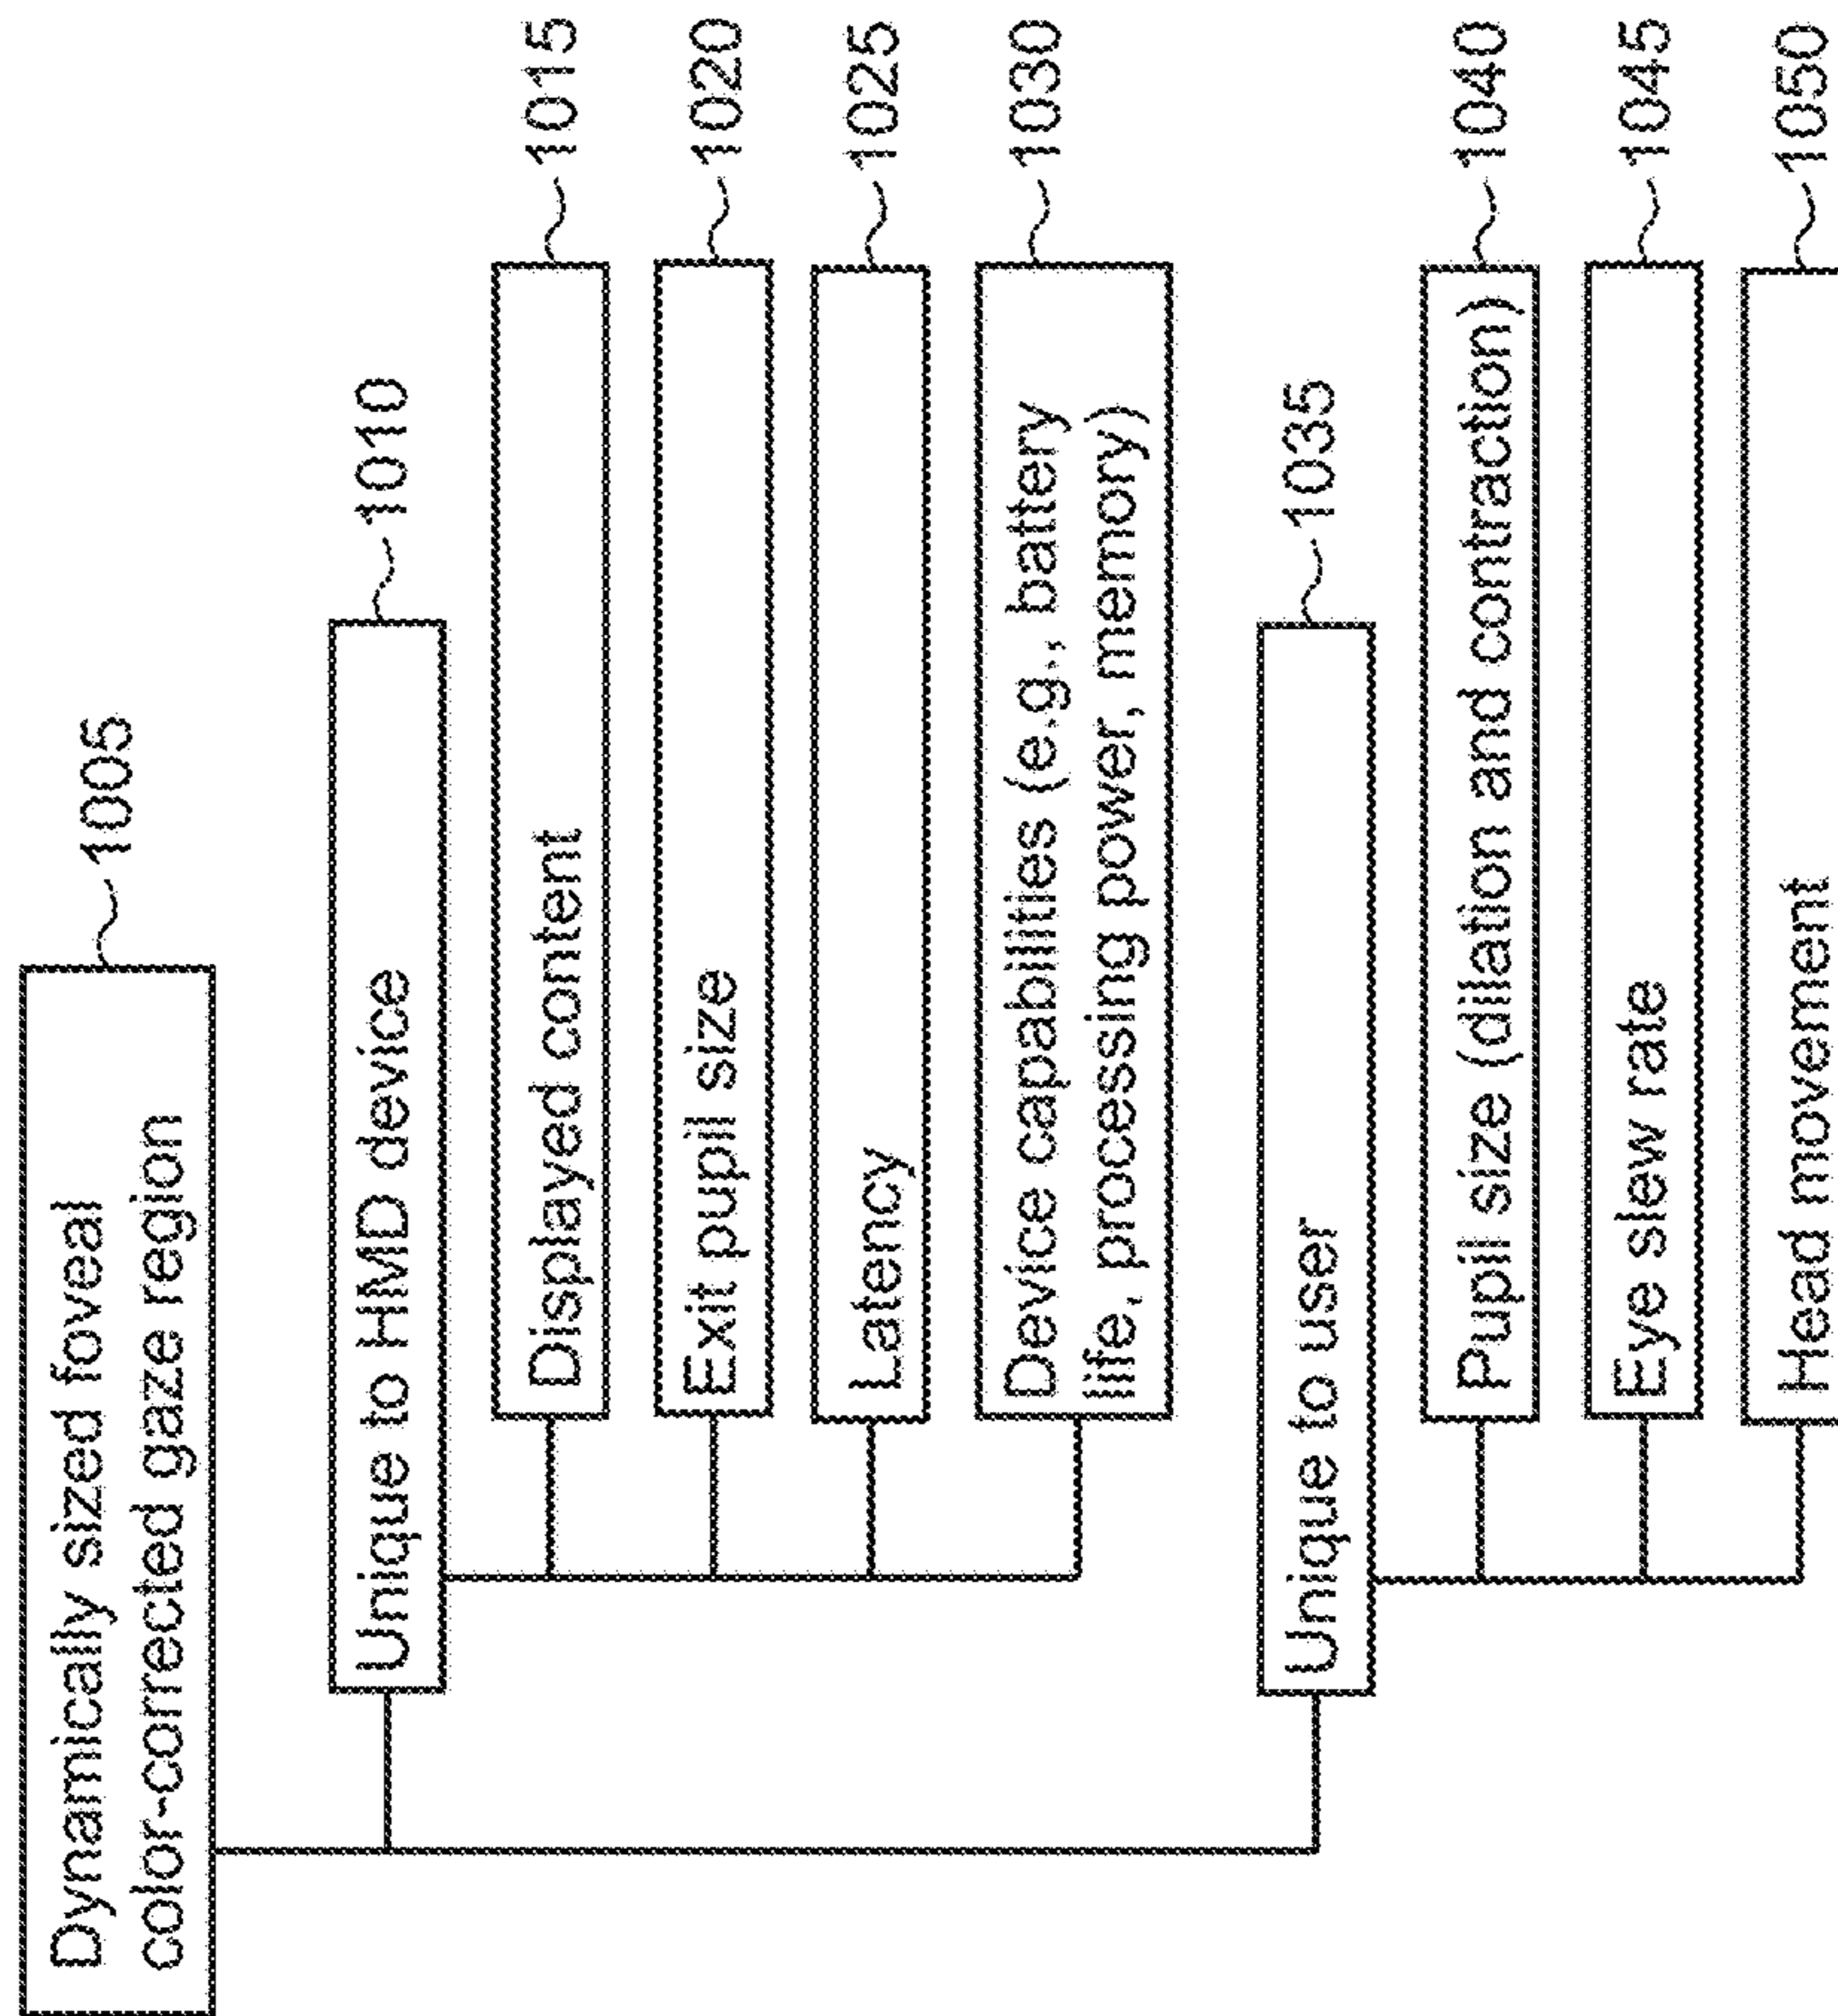 Dynamically sized foveal
color-corrected gaze region
1005
Unique to HMD device
1010
Displayed content
1015
Exit pupil size
1020
Latency
1025
Device capabilities (e.g., battery
life, processing power, memory)
1030
Unique to user
1035
Pupil size (dilation and contraction)
1040
Eye slew rate
1045
Head movement
1050